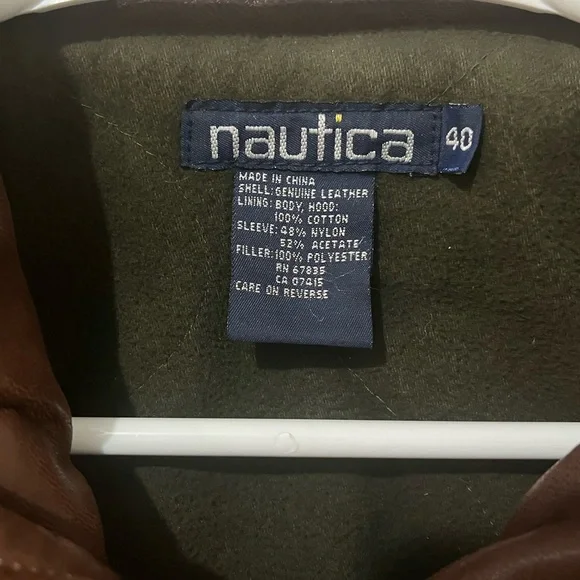 nautica 40
MADE IN CHINA
SHELL: GENUINE LEATHER
LINING: BODY, HOOD:
100% COTTON
SLEEVE: 48% NYLON
52% ACETATE
FILLER: 100% POLYESTER
RN 67835
CA 07415
CARE ON REVERSE